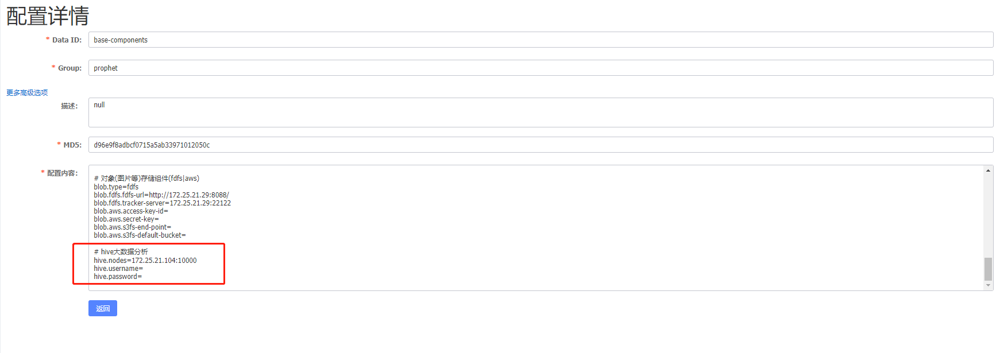 配置详情
* Data ID: base-components
* Group: prophet
更多高级选项
描述: null
* MD5: d96e9f8adbcf0715a5ab33971012050c
* 配置内容:
# 对象(图片等)存储组件(fdfs|aws)
blob.type=fdfs
blob.fdfs.fdfs-url=http://172.25.21.29:8088/
blob.fdfs.tracker-server=172.25.21.29:22122
blob.aws.access-key-id=
blob.aws.secret-key=
blob.aws.s3fs-end-point=
blob.aws.s3fs-default-bucket=
# hive大数据分析
hive.nodes=172.25.21.104:10000
hive.username=
hive.password=
返回